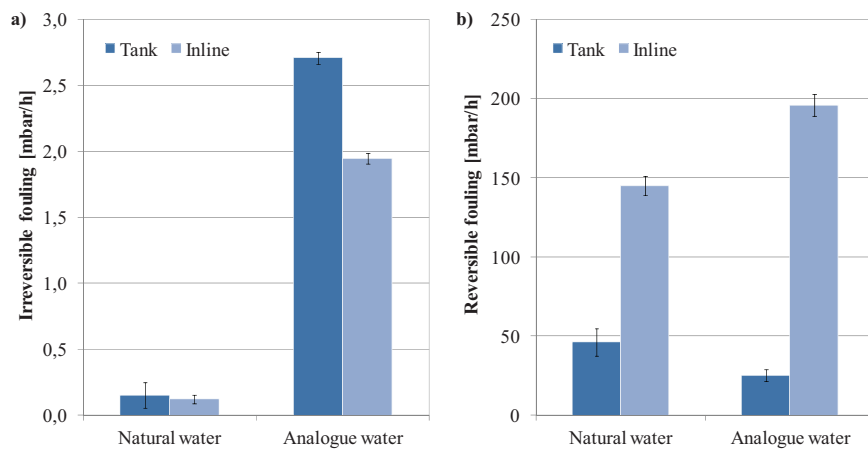 a)
Irreversible fouling [mbar/h]
3,0
2,5
2,0
1,5
1,0
0,5
0,0
Tank Inline
Natural water Analogue water
b)
Reversible fouling [mbar/h]
250
200
150
100
50
0
Tank Inline
Natural water Analogue water